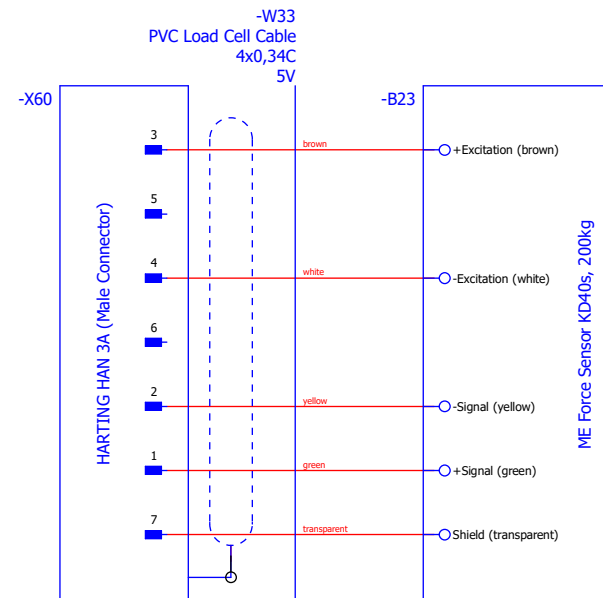 -W33
PVC Load Cell Cable
4x0,34C
5V
-X60
-B23
3
brown
+Excitation (brown)
5
4
white
-Excitation (white)
6
2
yellow
-Signal (yellow)
1
green
+Signal (green)
7
transparent
Shield (transparent)
HARTING HAN 3A (Male Connector)
ME Force Sensor KD40s, 200kg